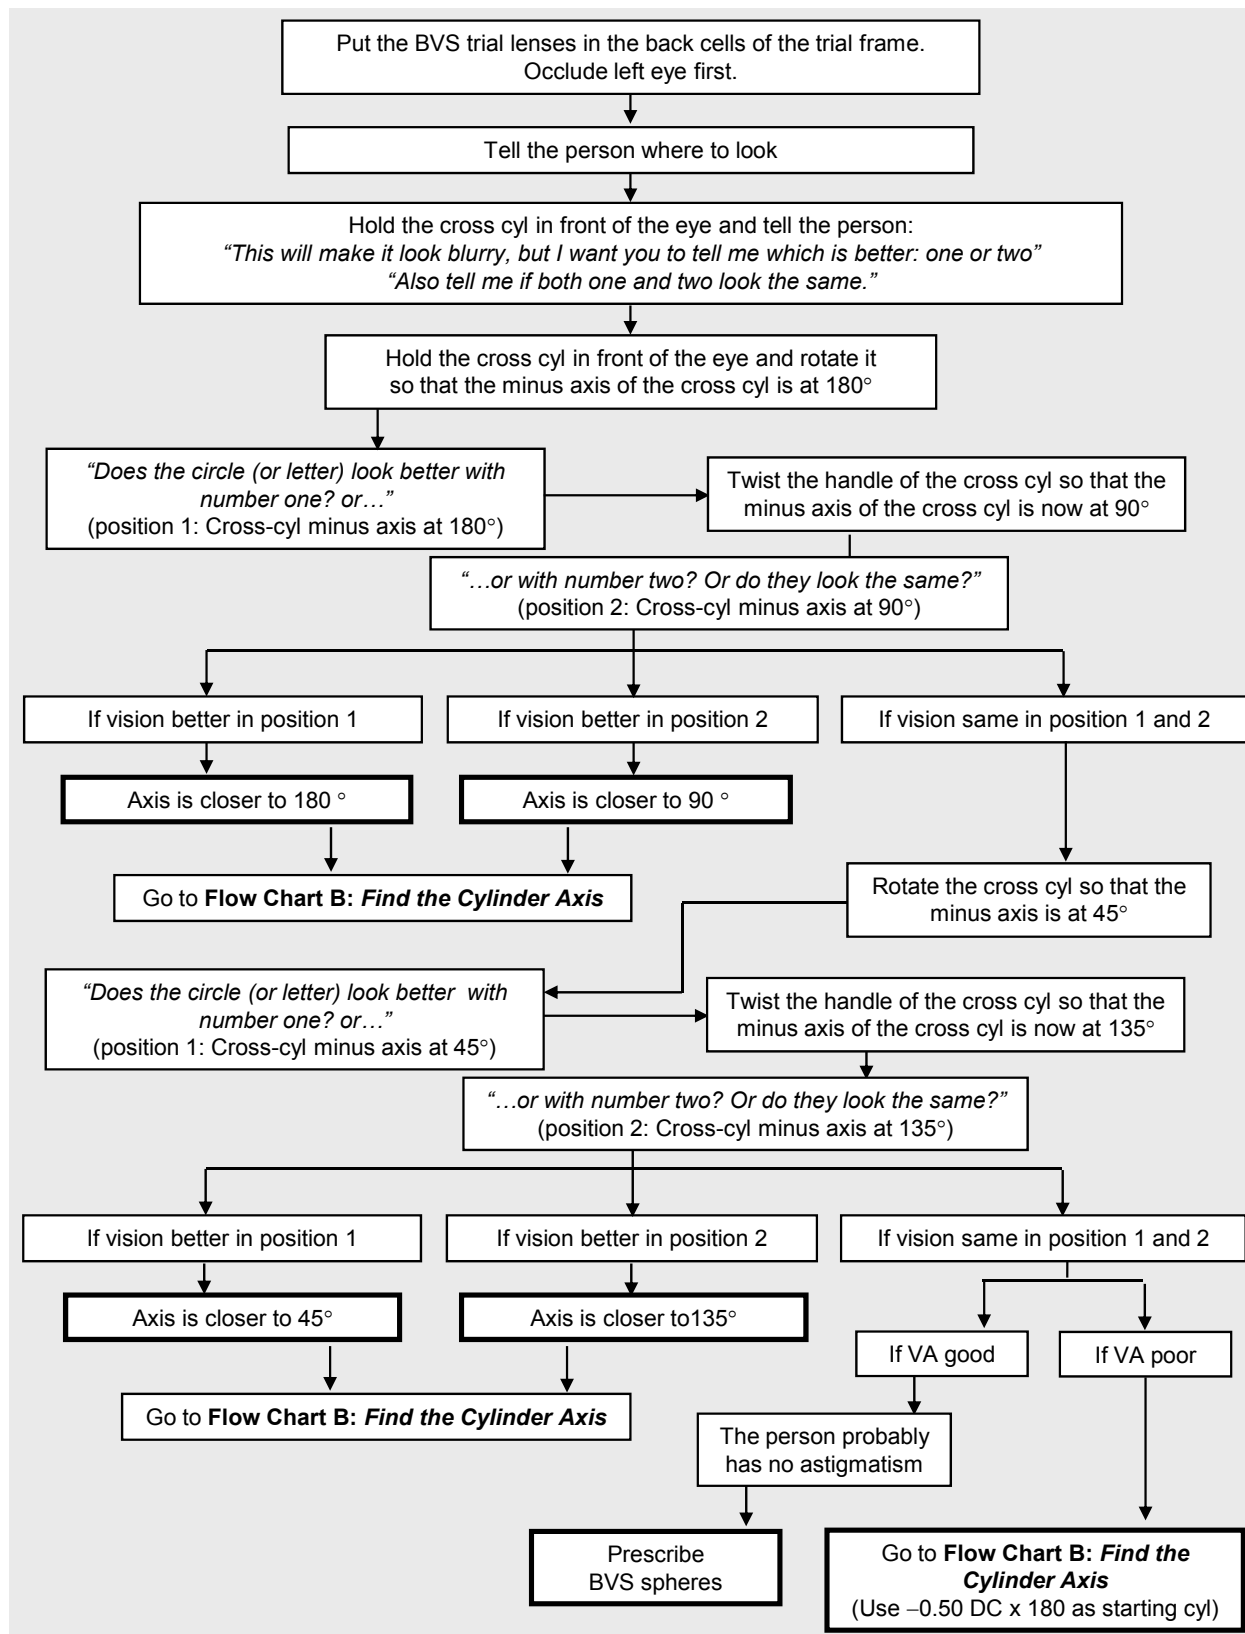 Put the BVS trial lenses in the back cells of the trial frame.
Occlude left eye first.
Tell the person where to look
Hold the cross cyl in front of the eye and tell the person:
“This will make it look blurry, but I want you to tell me which is better: one or two”
“Also tell me if both one and two look the same.”
Hold the cross cyl in front of the eye and rotate it
so that the minus axis of the cross cyl is at 180°
“Does the circle (or letter) look better with
number one? or…”
(position 1: Cross-cyl minus axis at 180°)
Twist the handle of the cross cyl so that the
minus axis of the cross cyl is now at 90°
“…or with number two? Or do they look the same?”
(position 2: Cross-cyl minus axis at 90°)
If vision better in position 1
If vision better in position 2
If vision same in position 1 and 2
Axis is closer to 180 °
Axis is closer to 90 °
Go to Flow Chart B: Find the Cylinder Axis
Rotate the cross cyl so that the
minus axis is at 45°
“Does the circle (or letter) look better with
number one? or…”
(position 1: Cross-cyl minus axis at 45°)
Twist the handle of the cross cyl so that the
minus axis of the cross cyl is now at 135°
“…or with number two? Or do they look the same?”
(position 2: Cross-cyl minus axis at 135°)
If vision better in position 1
If vision better in position 2
If vision same in position 1 and 2
Axis is closer to 45°
Axis is closer to135°
If VA good
If VA poor
Go to Flow Chart B: Find the Cylinder Axis
The person probably
has no astigmatism
Prescribe
BVS spheres
Go to Flow Chart B: Find the
Cylinder Axis
(Use −0.50 DC x 180 as starting cyl)